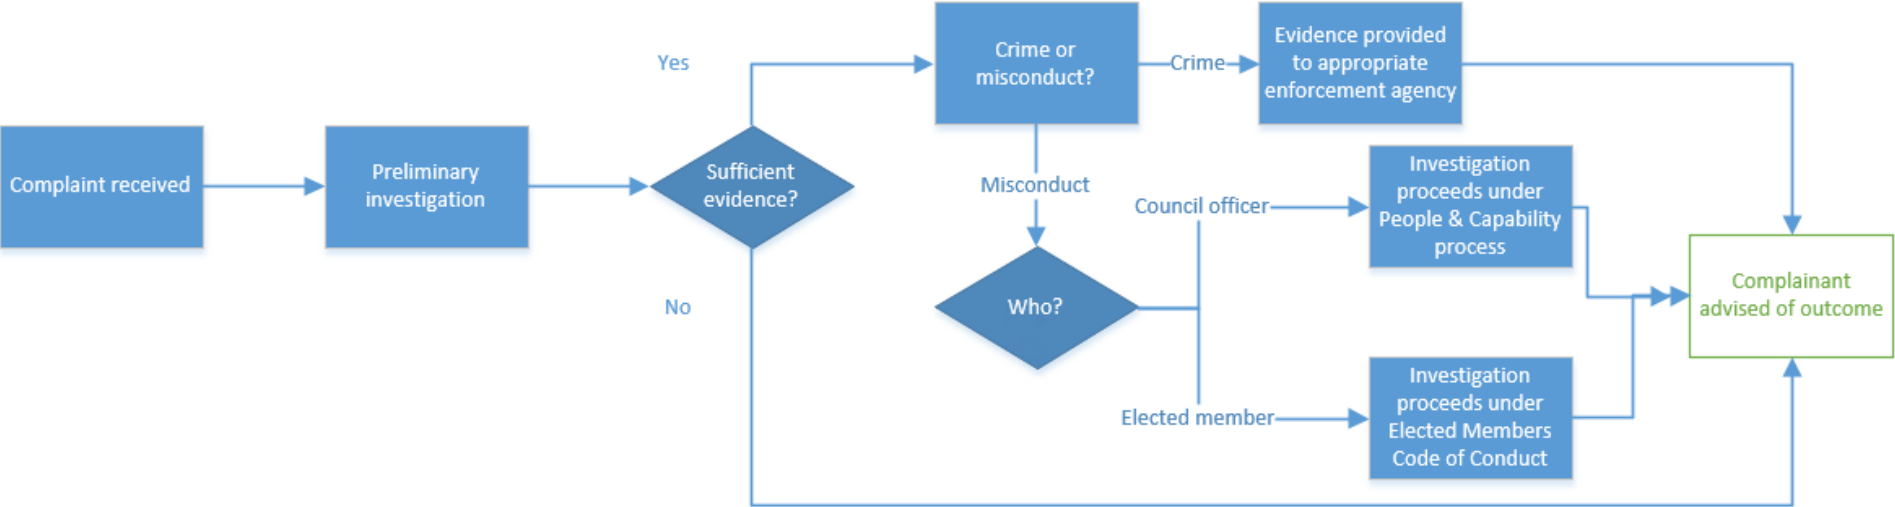 Complaint received
Preliminary
investigation
Sufficient
evidence?
Yes
No
Crime or
misconduct?
Crime
Evidence provided
to appropriate
enforcement agency
Misconduct
Who?
Council officer
Investigation
proceeds under
People & Capability
process
Elected member
Investigation
proceeds under
Elected Members
Code of Conduct
Complainant
advised of outcome